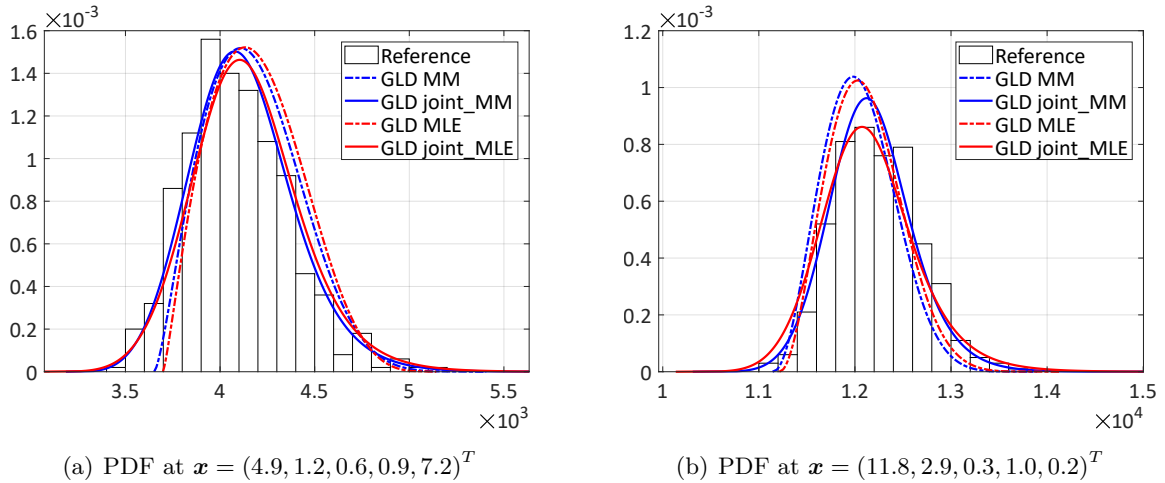 ×10⁻³
1.6
1.4
1.2
1
0.8
0.6
0.4
0.2
0
3.5
4
4.5
5
5.5
×10³
Reference
GLD MM
GLD joint_MM
GLD MLE
GLD joint_MLE
(a) PDF at x = (4.9, 1.2, 0.6, 0.9, 7.2)ᵀ
×10⁻³
1.2
1
0.8
0.6
0.4
0.2
0
1
1.1
1.2
1.3
1.4
1.5
×10⁴
Reference
GLD MM
GLD joint_MM
GLD MLE
GLD joint_MLE
(b) PDF at x = (11.8, 2.9, 0.3, 1.0, 0.2)ᵀ